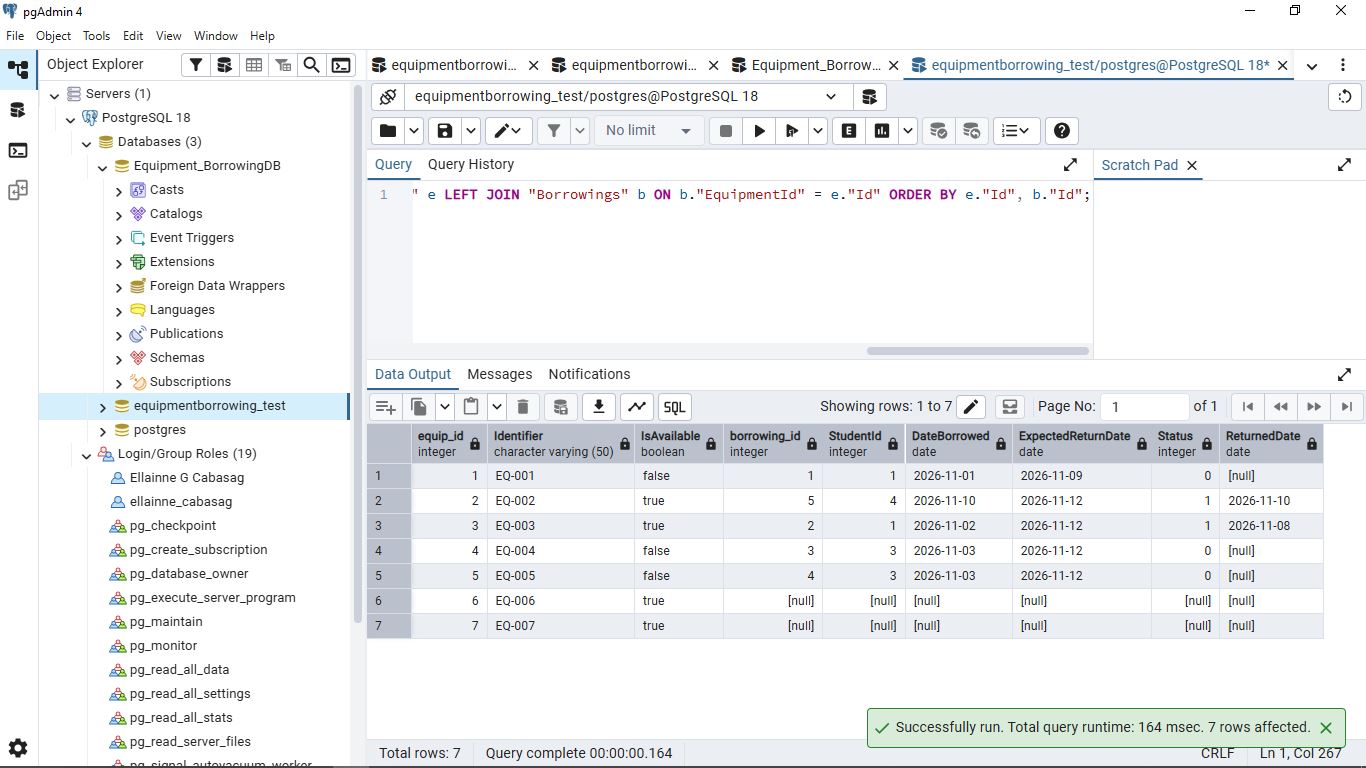 pgAdmin 4
File Object Tools Edit View Window Help
Object Explorer
equipmentborrowi...
equipmentborrowi...
Equipment_Borrow...
equipmentborrowing_test/postgres@PostgreSQL 18*
Servers (1)
PostgreSQL 18
Databases (3)
Equipment_BorrowingDB
Casts
Catalogs
Event Triggers
Extensions
Foreign Data Wrappers
Languages
Publications
Schemas
Subscriptions
equipmentborrowing_test
postgres
Login/Group Roles (19)
Ellainne G Cabasag
ellainne_cabasag
pg_checkpoint
pg_create_subscription
pg_database_owner
pg_execute_server_program
pg_maintain
pg_monitor
pg_read_all_data
pg_read_all_settings
pg_read_all_stats
pg_read_server_files
pg_signal_autovacuum_worker
equipmentborrowing_test/postgres@PostgreSQL 18
No limit
E
Query Query History
Scratch Pad
1 " e LEFT JOIN "Borrowings" b ON b."EquipmentId" = e."Id" ORDER BY e."Id", b."Id";
Data Output Messages Notifications
SQL
Showing rows: 1 to 7
Page No: 1 of 1
equip_id integer Identifier character varying (50) IsAvailable boolean borrowing_id integer StudentId integer DateBorrowed date ExpectedReturnDate date Status integer ReturnedDate date
1 1 EQ-001 false 1 1 2026-11-01 2026-11-09 0 [null]
2 2 EQ-002 true 5 4 2026-11-10 2026-11-12 1 2026-11-10
3 3 EQ-003 true 2 1 2026-11-02 2026-11-12 1 2026-11-08
4 4 EQ-004 false 3 3 2026-11-03 2026-11-12 0 [null]
5 5 EQ-005 false 4 3 2026-11-03 2026-11-12 0 [null]
6 6 EQ-006 true [null] [null] [null] [null] [null] [null]
7 7 EQ-007 true [null] [null] [null] [null] [null] [null]
Successfully run. Total query runtime: 164 msec. 7 rows affected.
Total rows: 7 Query complete 00:00:00.164 CRLF Ln 1, Col 267